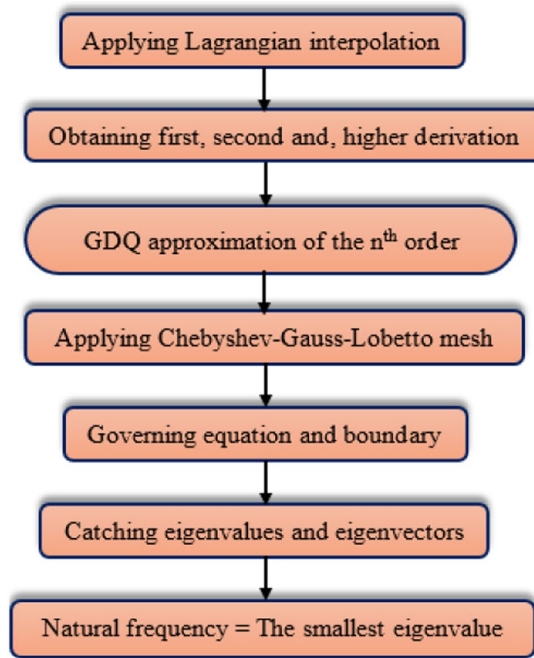 Applying Lagrangian interpolation
Obtaining first, second and, higher derivation
GDQ approximation of the nth order
Applying Chebyshev-Gauss-Lobetto mesh
Governing equation and boundary
Catching eigenvalues and eigenvectors
Natural frequency = The smallest eigenvalue